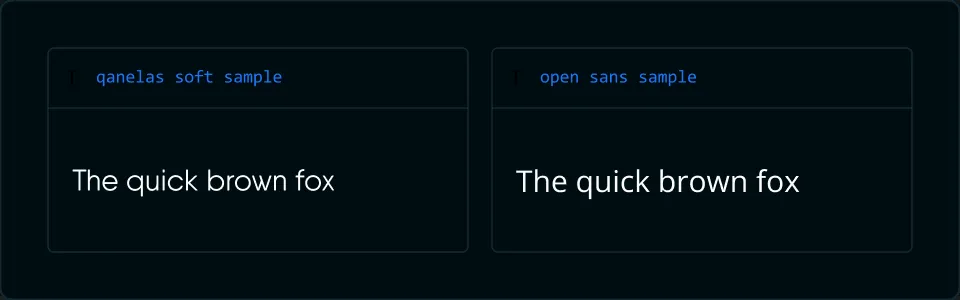 qanelas soft sample
The quick brown fox
open sans sample
The quick brown fox